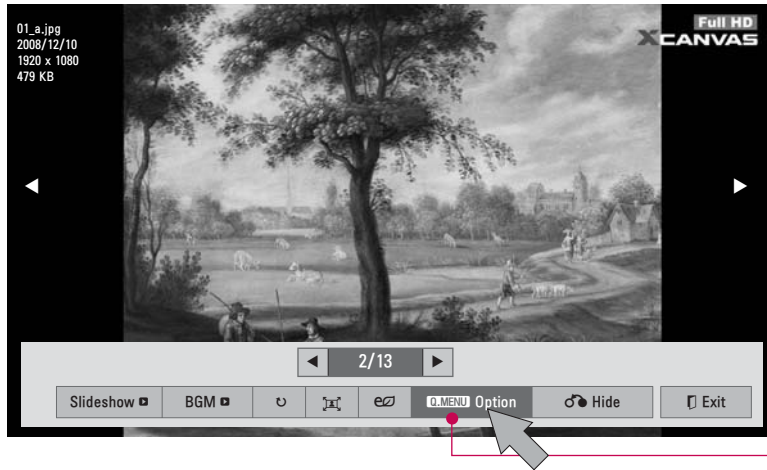 01_a.jpg
2008/12/10
1920 x 1080
479 KB
Full HD
XCANVAS
2/13
Slideshow
BGM
Q.MENU Option
Hide
Exit